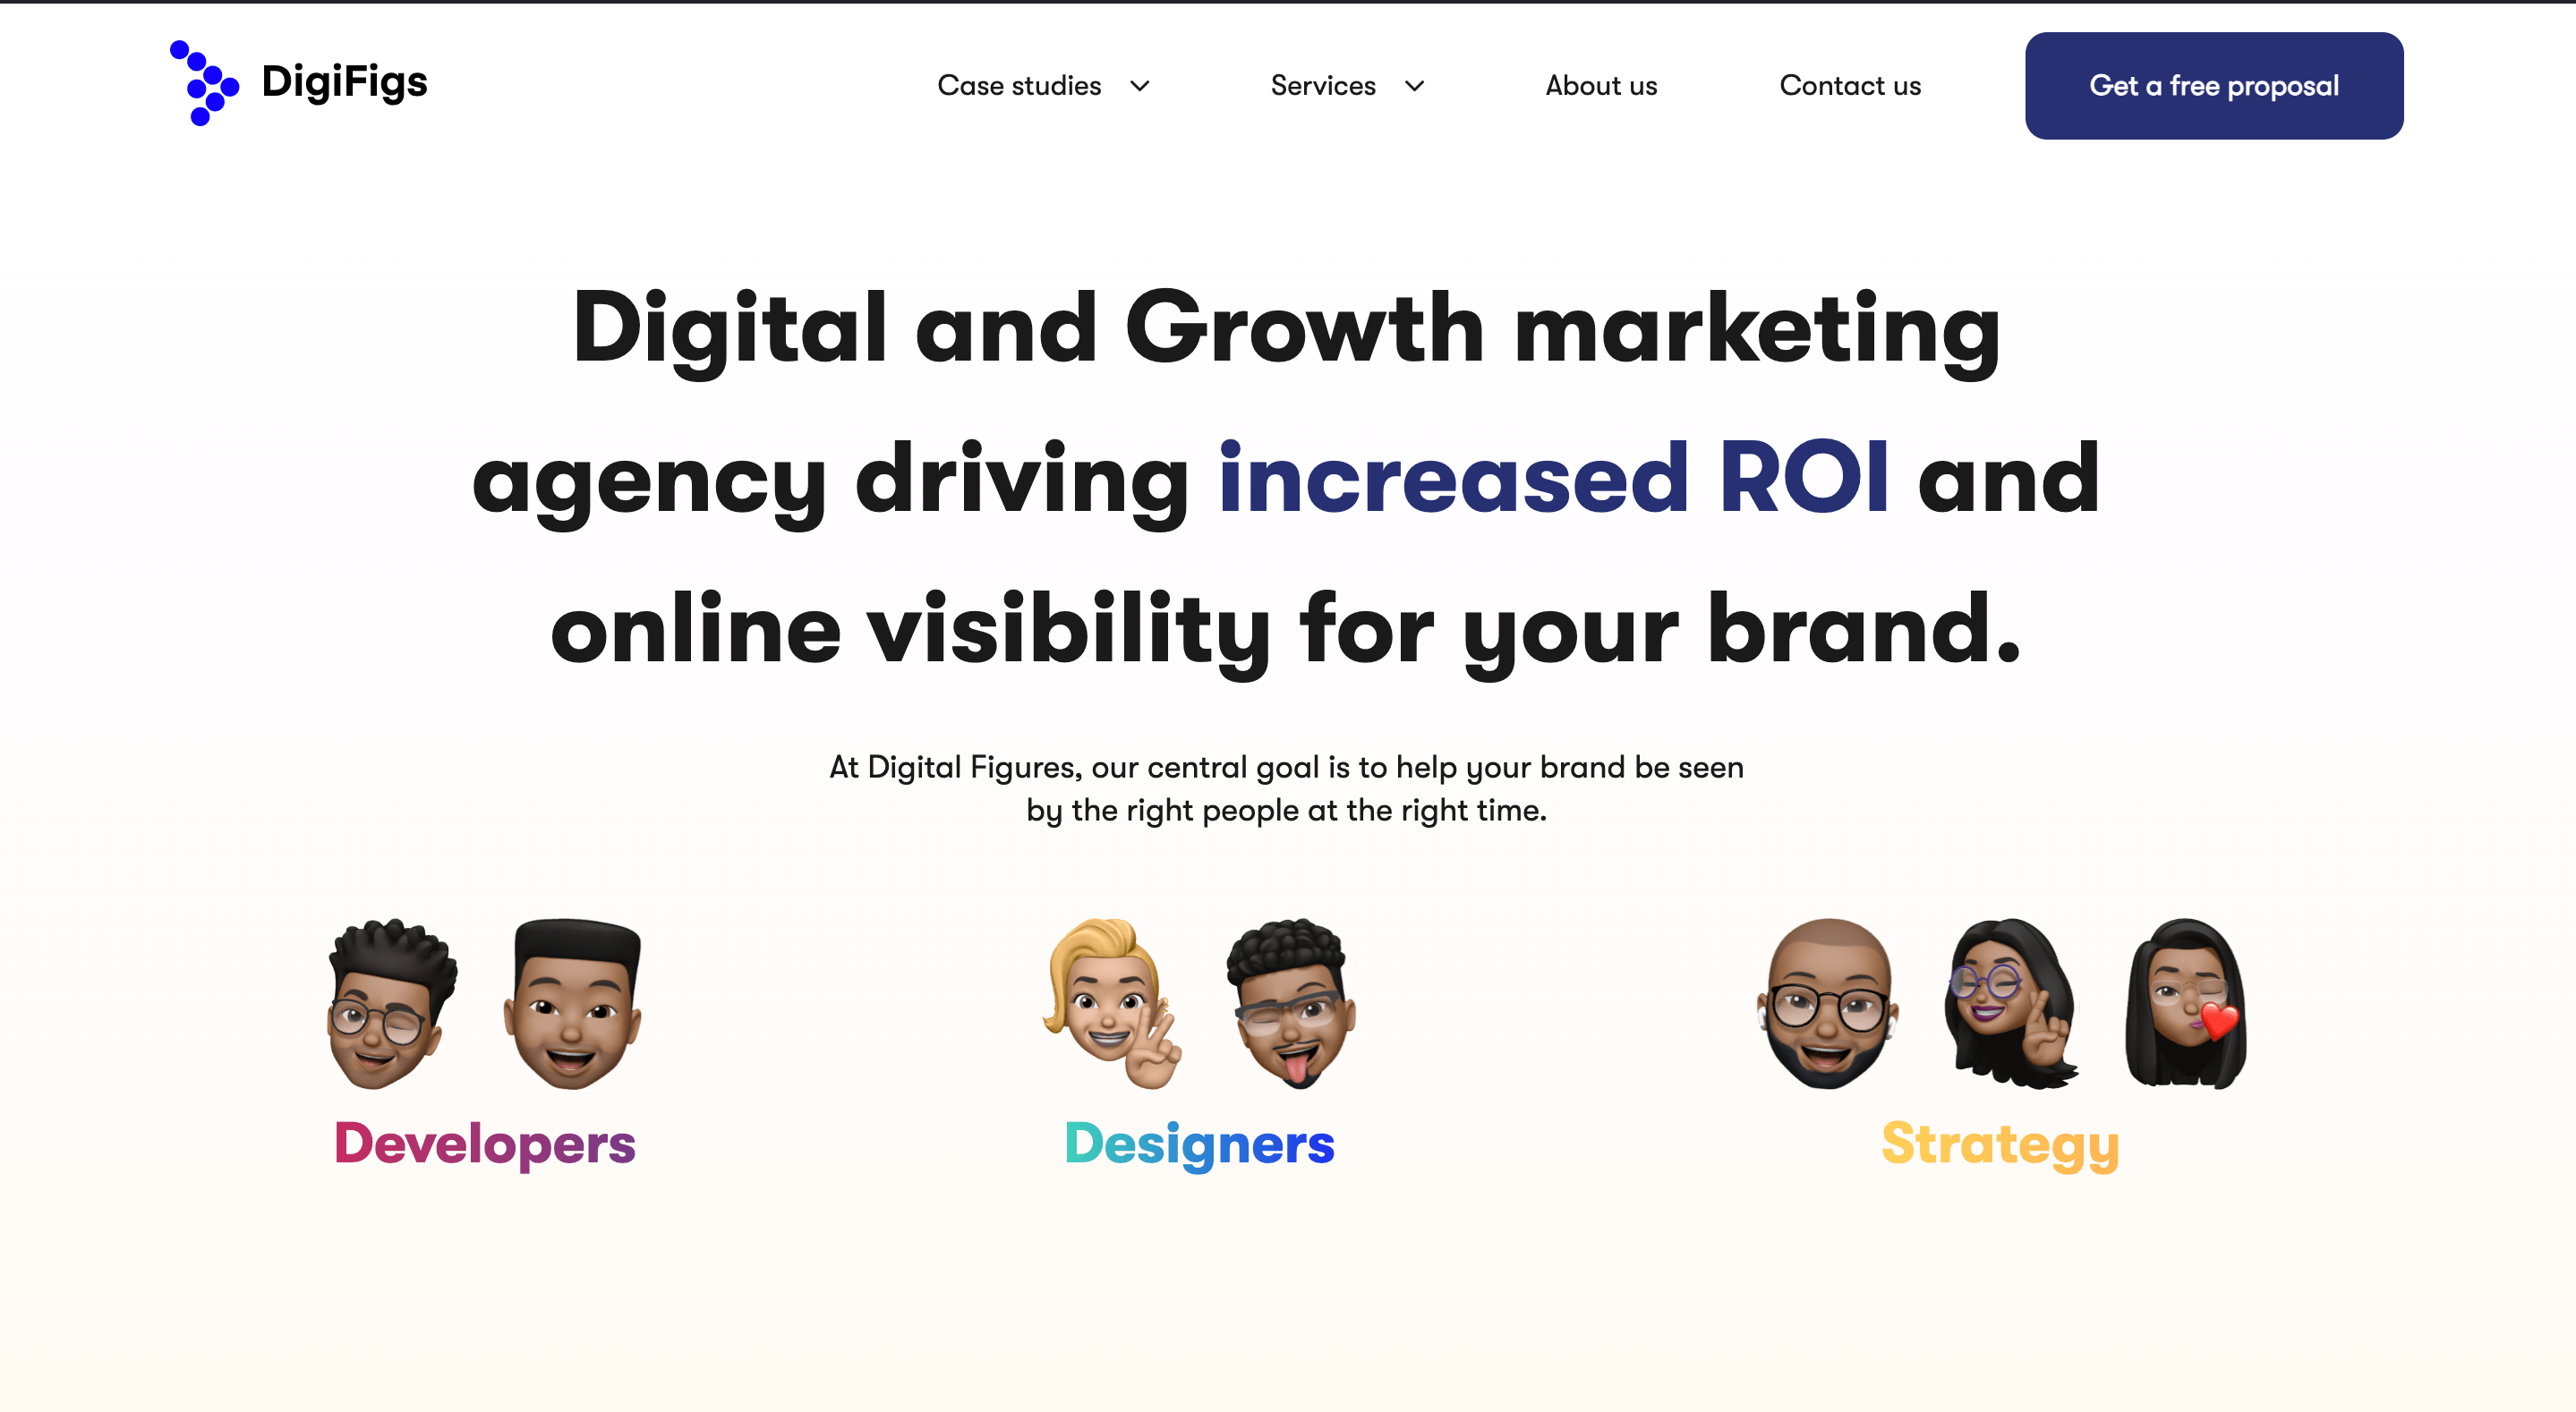 DigiFigs
Case studies
Services
About us
Contact us
Get a free proposal
Digital and Growth marketing
agency driving increased ROI and
online visibility for your brand.
At Digital Figures, our central goal is to help your brand be seen
by the right people at the right time.
Developers
Designers
Strategy